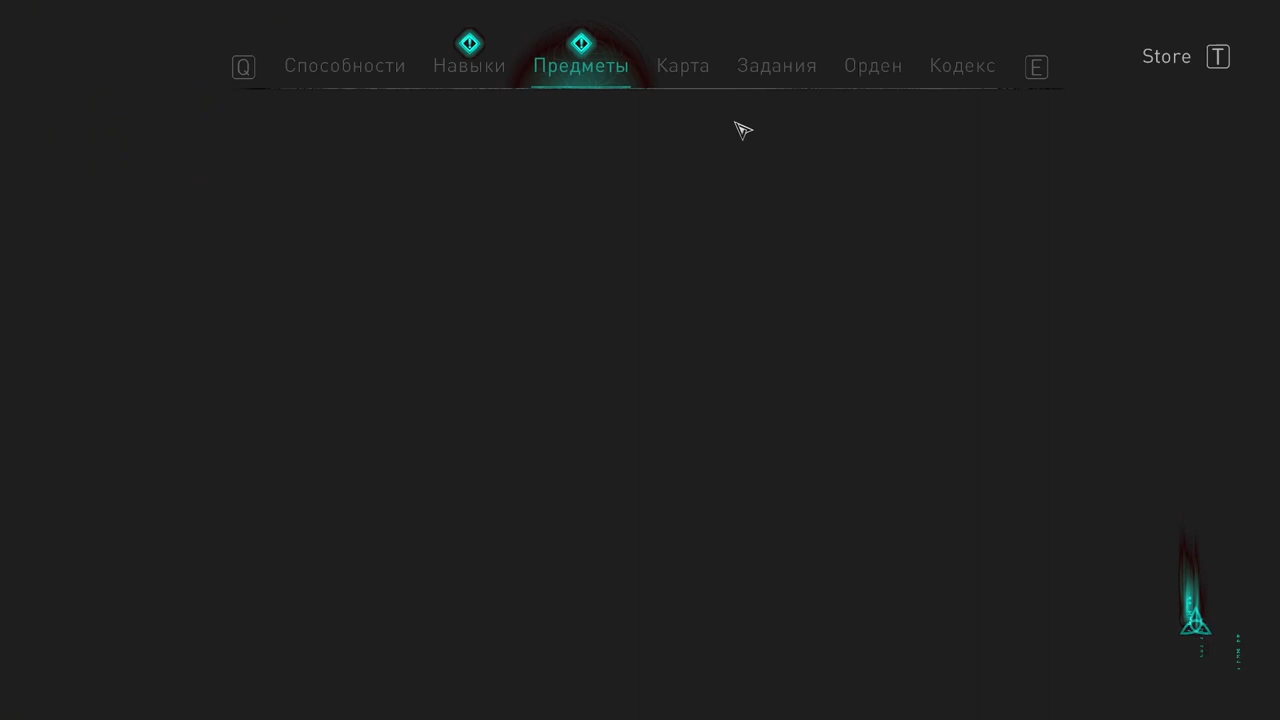 Q Способности Навыки Предметы Карта Задания Орден Кодекс E
Store T